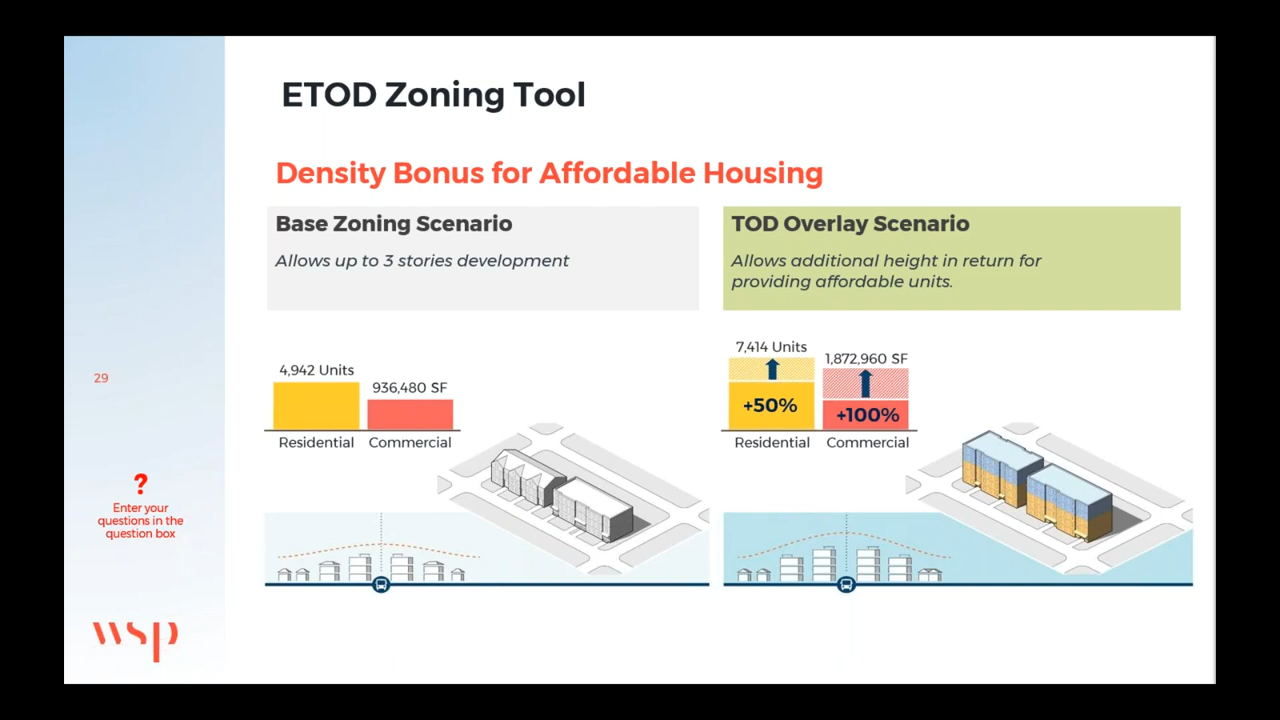 ETOD Zoning Tool
Density Bonus for Affordable Housing
Base Zoning Scenario
Allows up to 3 stories development
TOD Overlay Scenario
Allows additional height in return for
providing affordable units.
4,942 Units
936,480 SF
Residential
Commercial
7,414 Units
1,872,960 SF
+50%
+100%
Residential
Commercial
29
?
Enter your
questions in the
question box
wsp